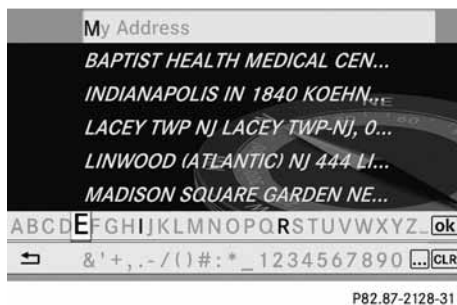 My Address
BAPTIST HEALTH MEDICAL CEN...
INDIANAPOLIS IN 1840 KOEHN...
LACEY TWP NJ LACEY TWP-NJ, 0...
LINWOOD (ATLANTIC) NJ 444 LI...
MADISON SQUARE GARDEN NE...
ABCDEFGHIJKLMNOPQRSTUVWXYZ_ ok
&'+,.-/()#:*_1234567890 ... CLR
P82.87-2128-31